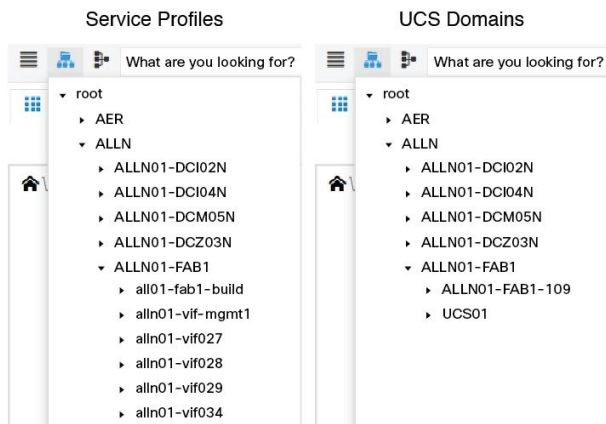 Service Profiles
What are you looking for?
root
AER
ALLN
ALLN01-DCI02N
ALLN01-DCI04N
ALLN01-DCM05N
ALLN01-DCZ03N
ALLN01-FAB1
all01-fab1-build
alln01-vif-mgmt1
alln01-vif027
alln01-vif028
alln01-vif029
alln01-vif034
UCS Domains
What are you looking for?
root
AER
ALLN
ALLN01-DCI02N
ALLN01-DCI04N
ALLN01-DCM05N
ALLN01-DCZ03N
ALLN01-FAB1
ALLN01-FAB1-109
UCS01